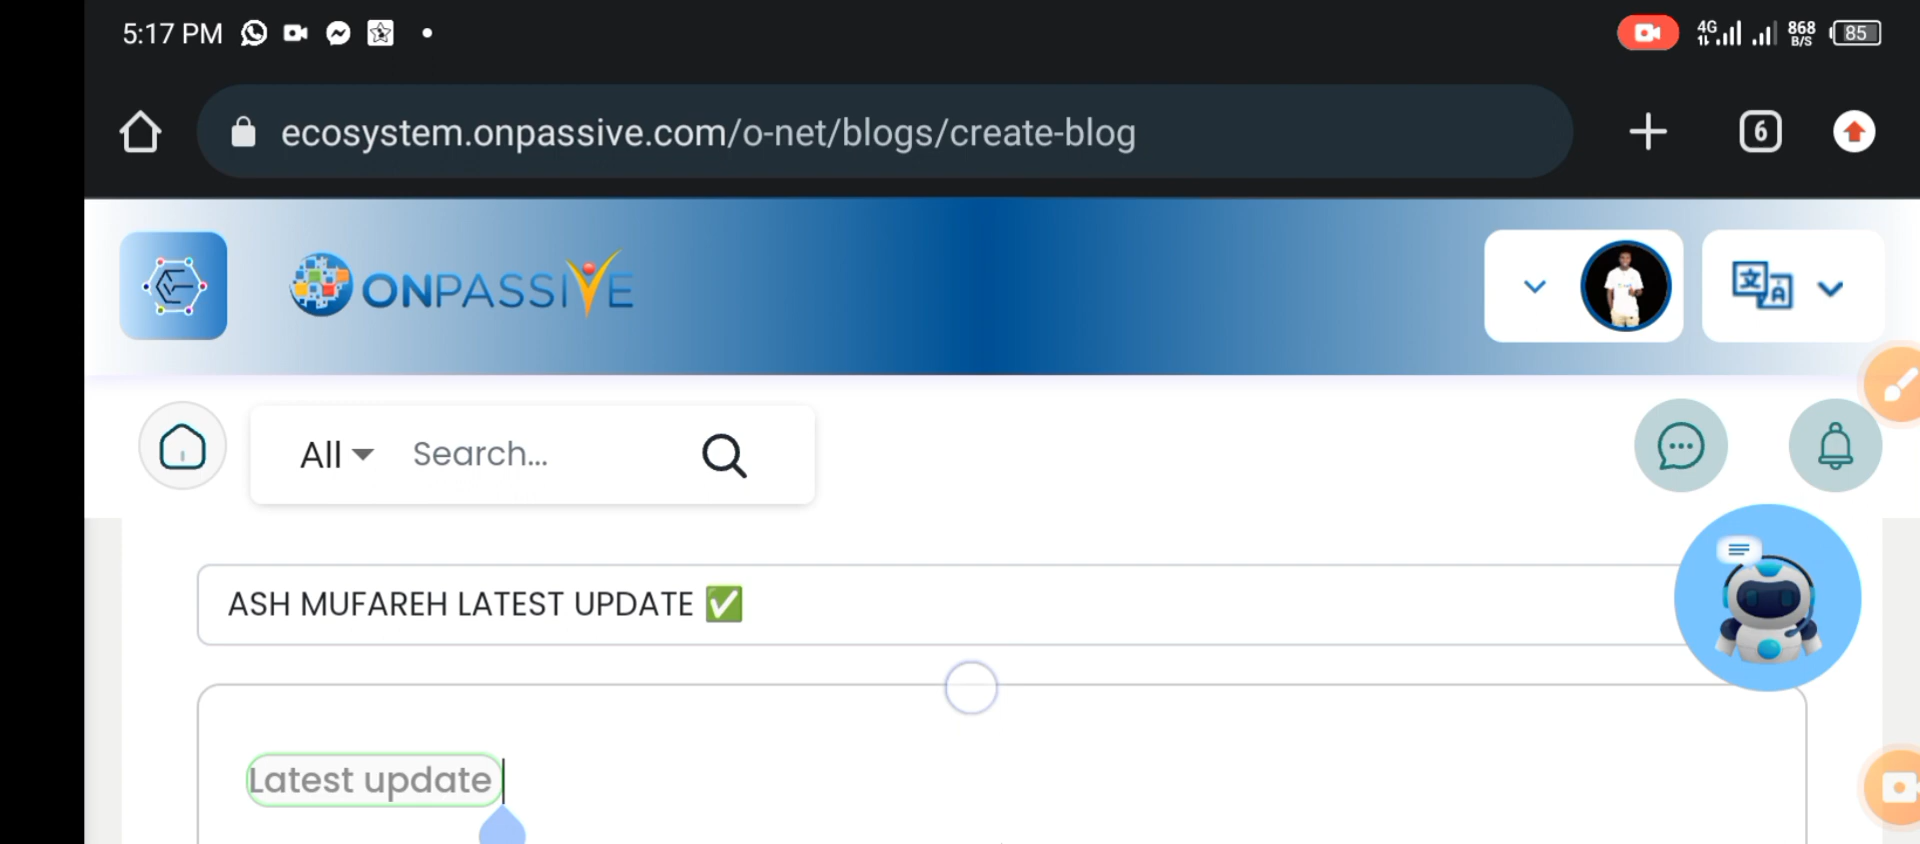 5:17 PM
4G 868 B/S 85
ecosystem.onpassive.com/o-net/blogs/create-blog
6
ONPASSIVE
文 A
All Search...
ASH MUFAREH LATEST UPDATE ✅
Latest update